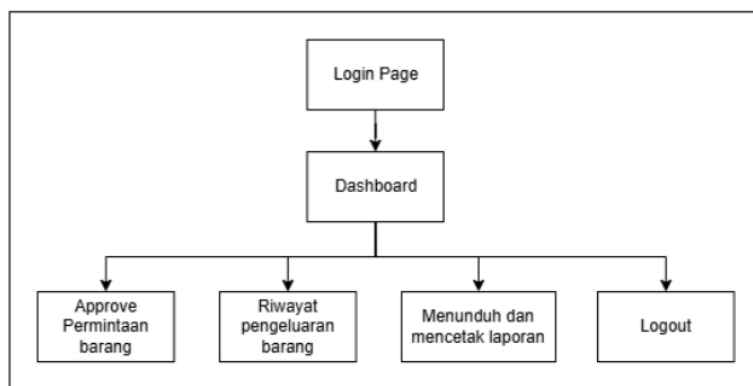 Login Page
Dashboard
Approve
Permintaan
barang
Riwayat
pengeluaran
barang
Menunduh dan
mencetak laporan
Logout